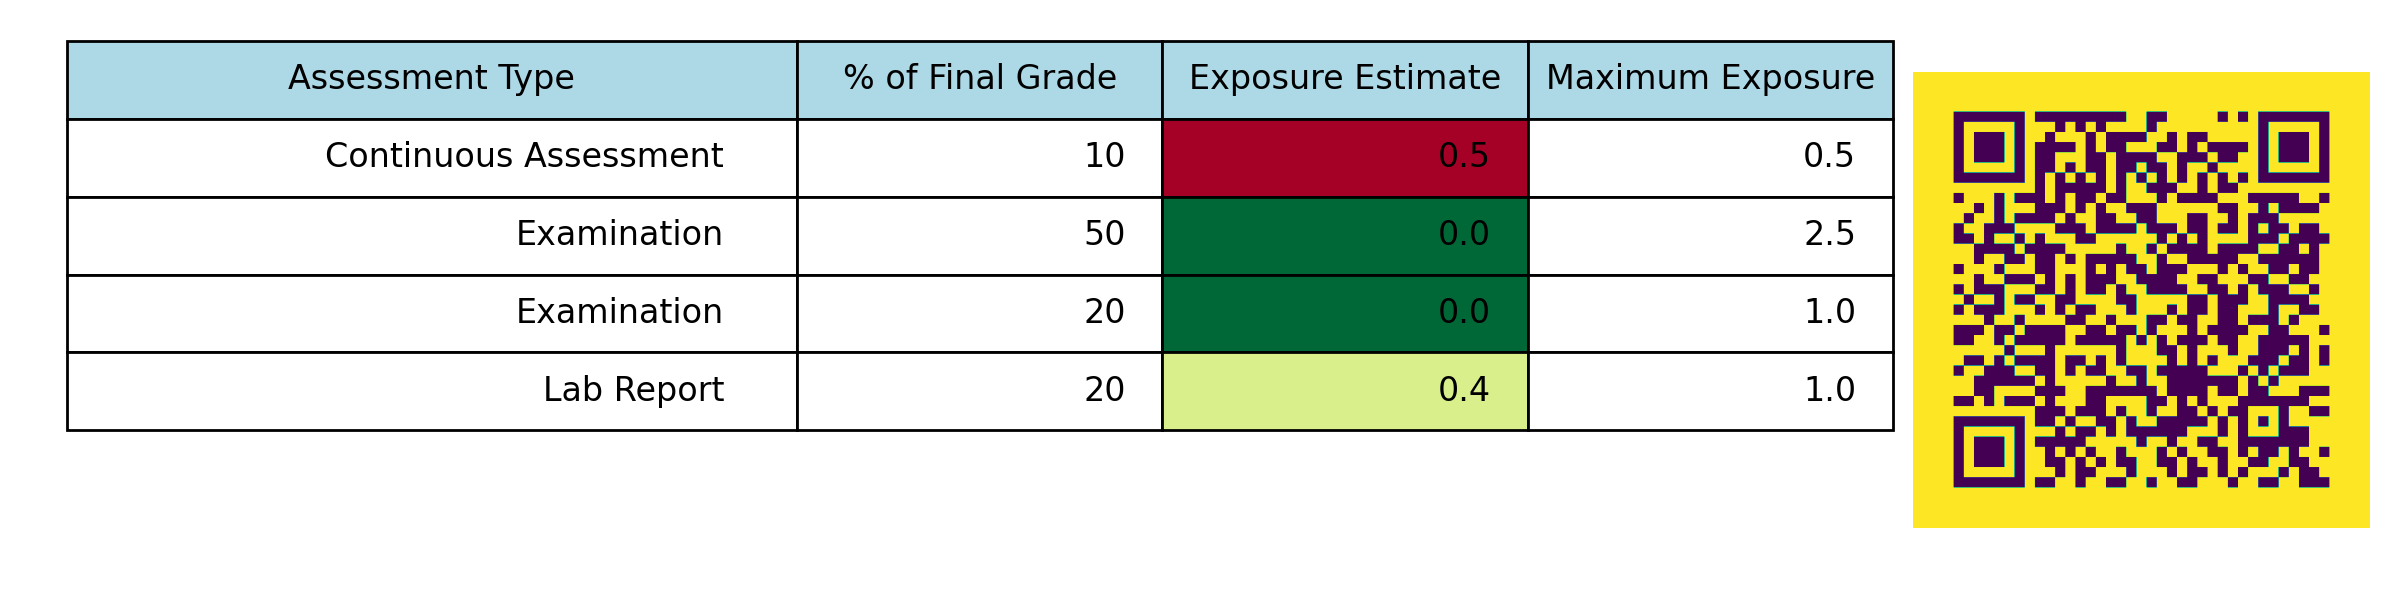 Assessment Type % of Final Grade Exposure Estimate Maximum Exposure
Continuous Assessment 10 0.5 0.5
Examination 50 0.0 2.5
Examination 20 0.0 1.0
Lab Report 20 0.4 1.0